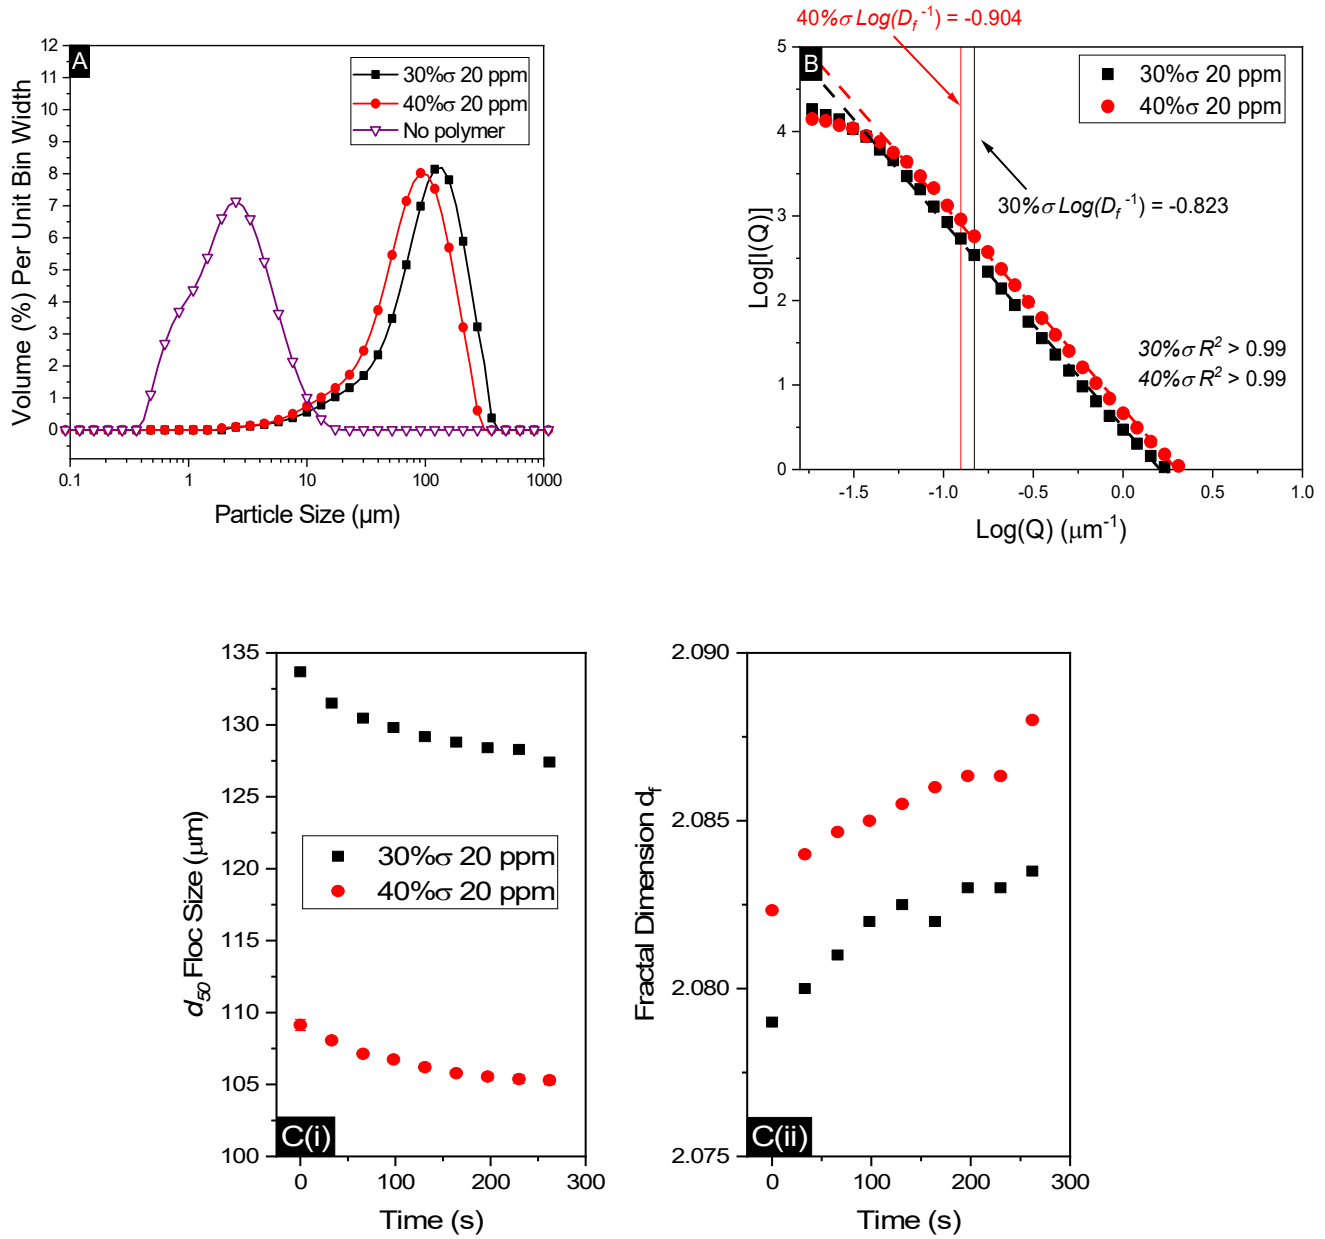 A
12
11
10
9
8
7
6
5
4
3
2
1
0
Volume (%) Per Unit Bin Width
30%σ 20 ppm
40%σ 20 ppm
No polymer
0.1
1
10
100
1000
Particle Size (µm)
40%σ Log(D_f⁻¹) = -0.904
B
5
4
3
2
1
0
Log[I(Q)]
30%σ 20 ppm
40%σ 20 ppm
30%σ Log(D_f⁻¹) = -0.823
30%σ R² > 0.99
40%σ R² > 0.99
-1.5
-1.0
-0.5
0.0
0.5
1.0
Log(Q) (µm⁻¹)
135
130
125
120
115
110
105
100
d₅₀ Floc Size (µm)
30%σ 20 ppm
40%σ 20 ppm
C(i)
0
100
200
300
Time (s)
2.090
2.085
2.080
2.075
Fractal Dimension d_f
C(ii)
0
100
200
300
Time (s)